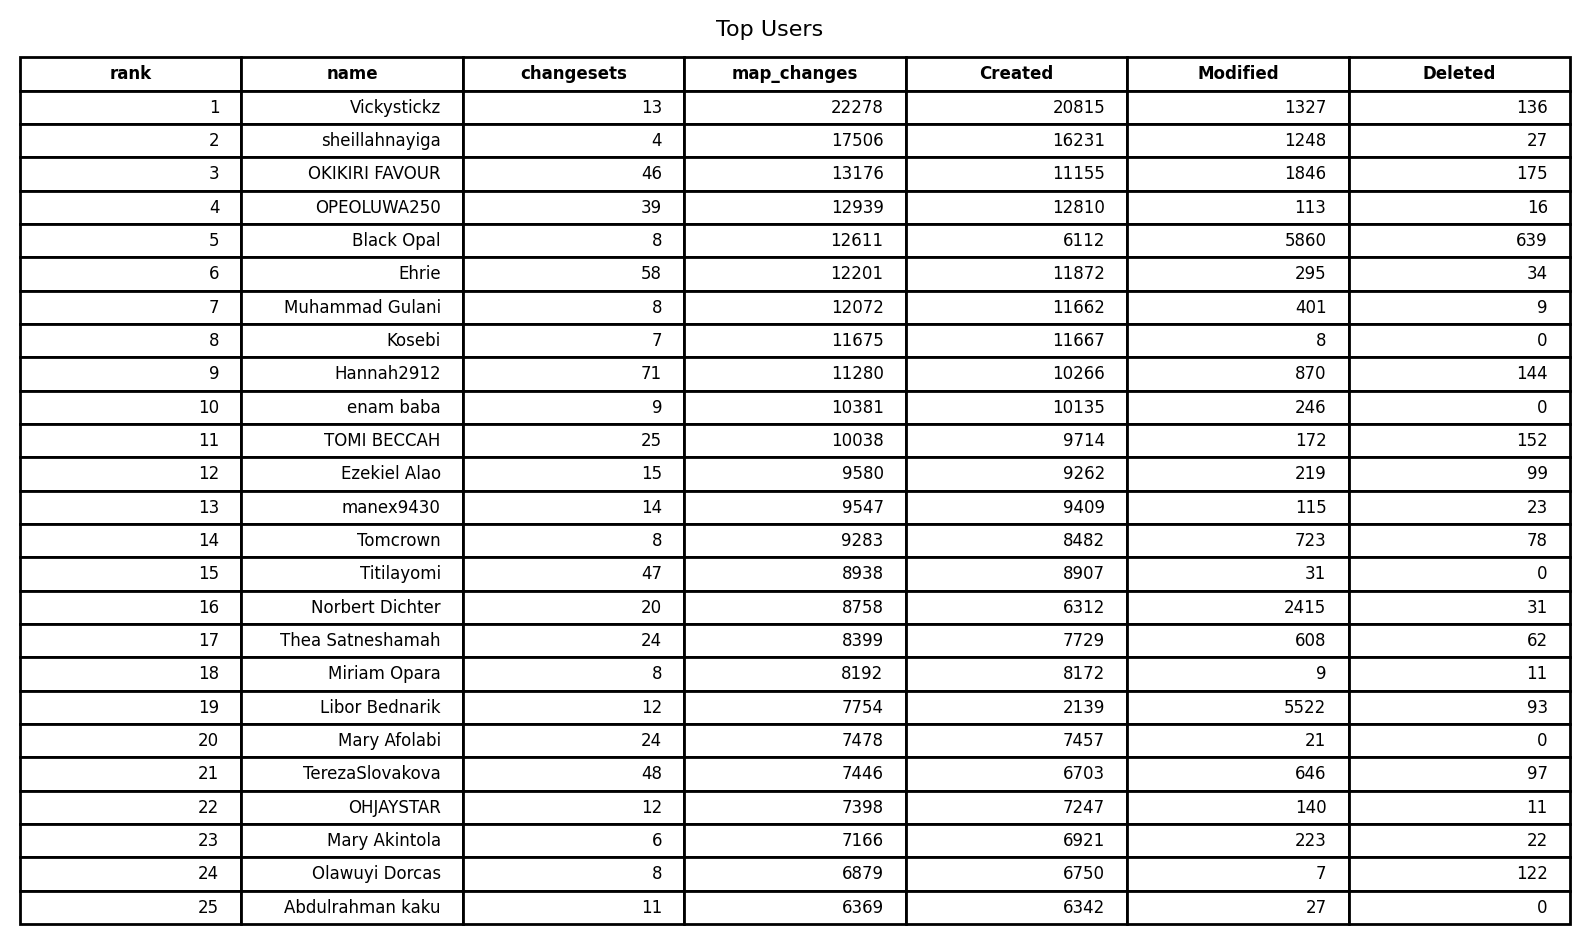 Top Users
rank name changesets map_changes Created Modified Deleted
1 Vickystickz 13 22278 20815 1327 136
2 sheillahnayiga 4 17506 16231 1248 27
3 OKIKIRI FAVOUR 46 13176 11155 1846 175
4 OPEOLUWA250 39 12939 12810 113 16
5 Black Opal 8 12611 6112 5860 639
6 Ehrie 58 12201 11872 295 34
7 Muhammad Gulani 8 12072 11662 401 9
8 Kosebi 7 11675 11667 8 0
9 Hannah2912 71 11280 10266 870 144
10 enam baba 9 10381 10135 246 0
11 TOMI BECCAH 25 10038 9714 172 152
12 Ezekiel Alao 15 9580 9262 219 99
13 manex9430 14 9547 9409 115 23
14 Tomcrown 8 9283 8482 723 78
15 Titilayomi 47 8938 8907 31 0
16 Norbert Dichter 20 8758 6312 2415 31
17 Thea Satneshamah 24 8399 7729 608 62
18 Miriam Opara 8 8192 8172 9 11
19 Libor Bednarik 12 7754 2139 5522 93
20 Mary Afolabi 24 7478 7457 21 0
21 TerezaSlovakova 48 7446 6703 646 97
22 OHJAYSTAR 12 7398 7247 140 11
23 Mary Akintola 6 7166 6921 223 22
24 Olawuyi Dorcas 8 6879 6750 7 122
25 Abdulrahman kaku 11 6369 6342 27 0